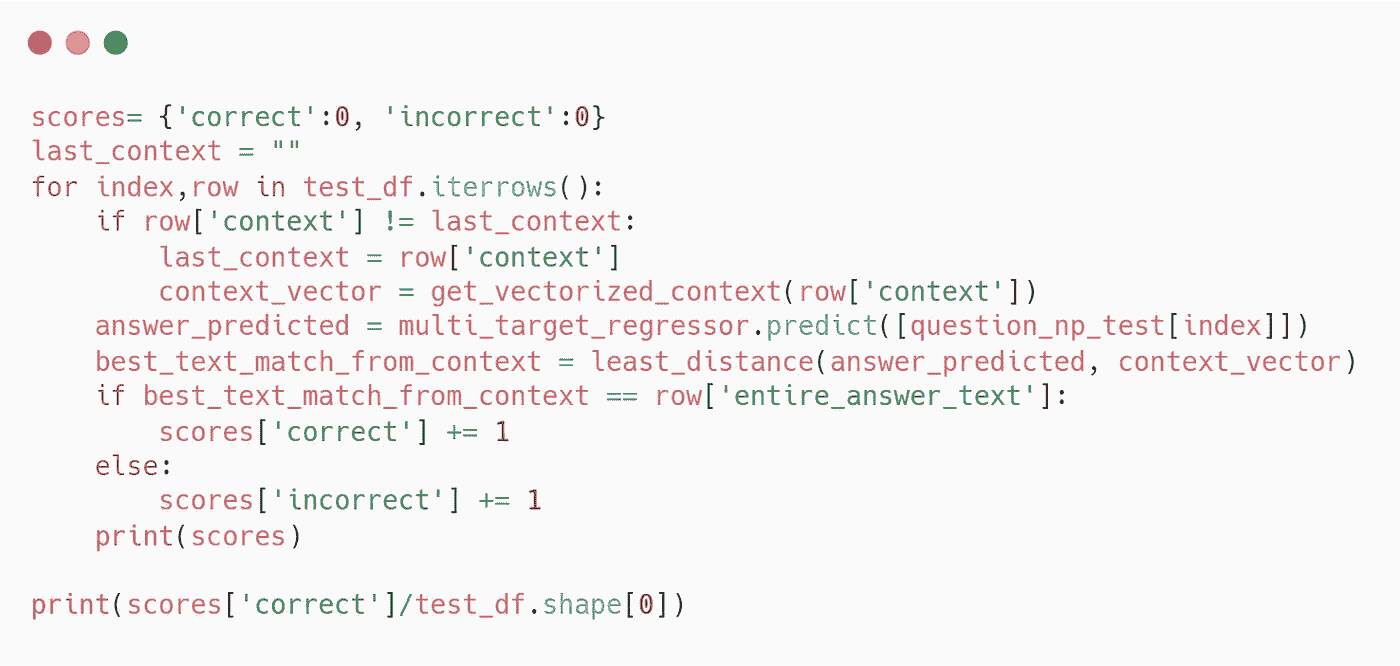 scores= {'correct':0, 'incorrect':0}
last_context = ""
for index,row in test_df.iterrows():
    if row['context'] != last_context:
        last_context = row['context']
        context_vector = get_vectorized_context(row['context'])
    answer_predicted = multi_target_regressor.predict([question_np_test[index]])
    best_text_match_from_context = least_distance(answer_predicted, context_vector)
    if best_text_match_from_context == row['entire_answer_text']:
        scores['correct'] += 1
    else:
        scores['incorrect'] += 1
    print(scores)

print(scores['correct']/test_df.shape[0])